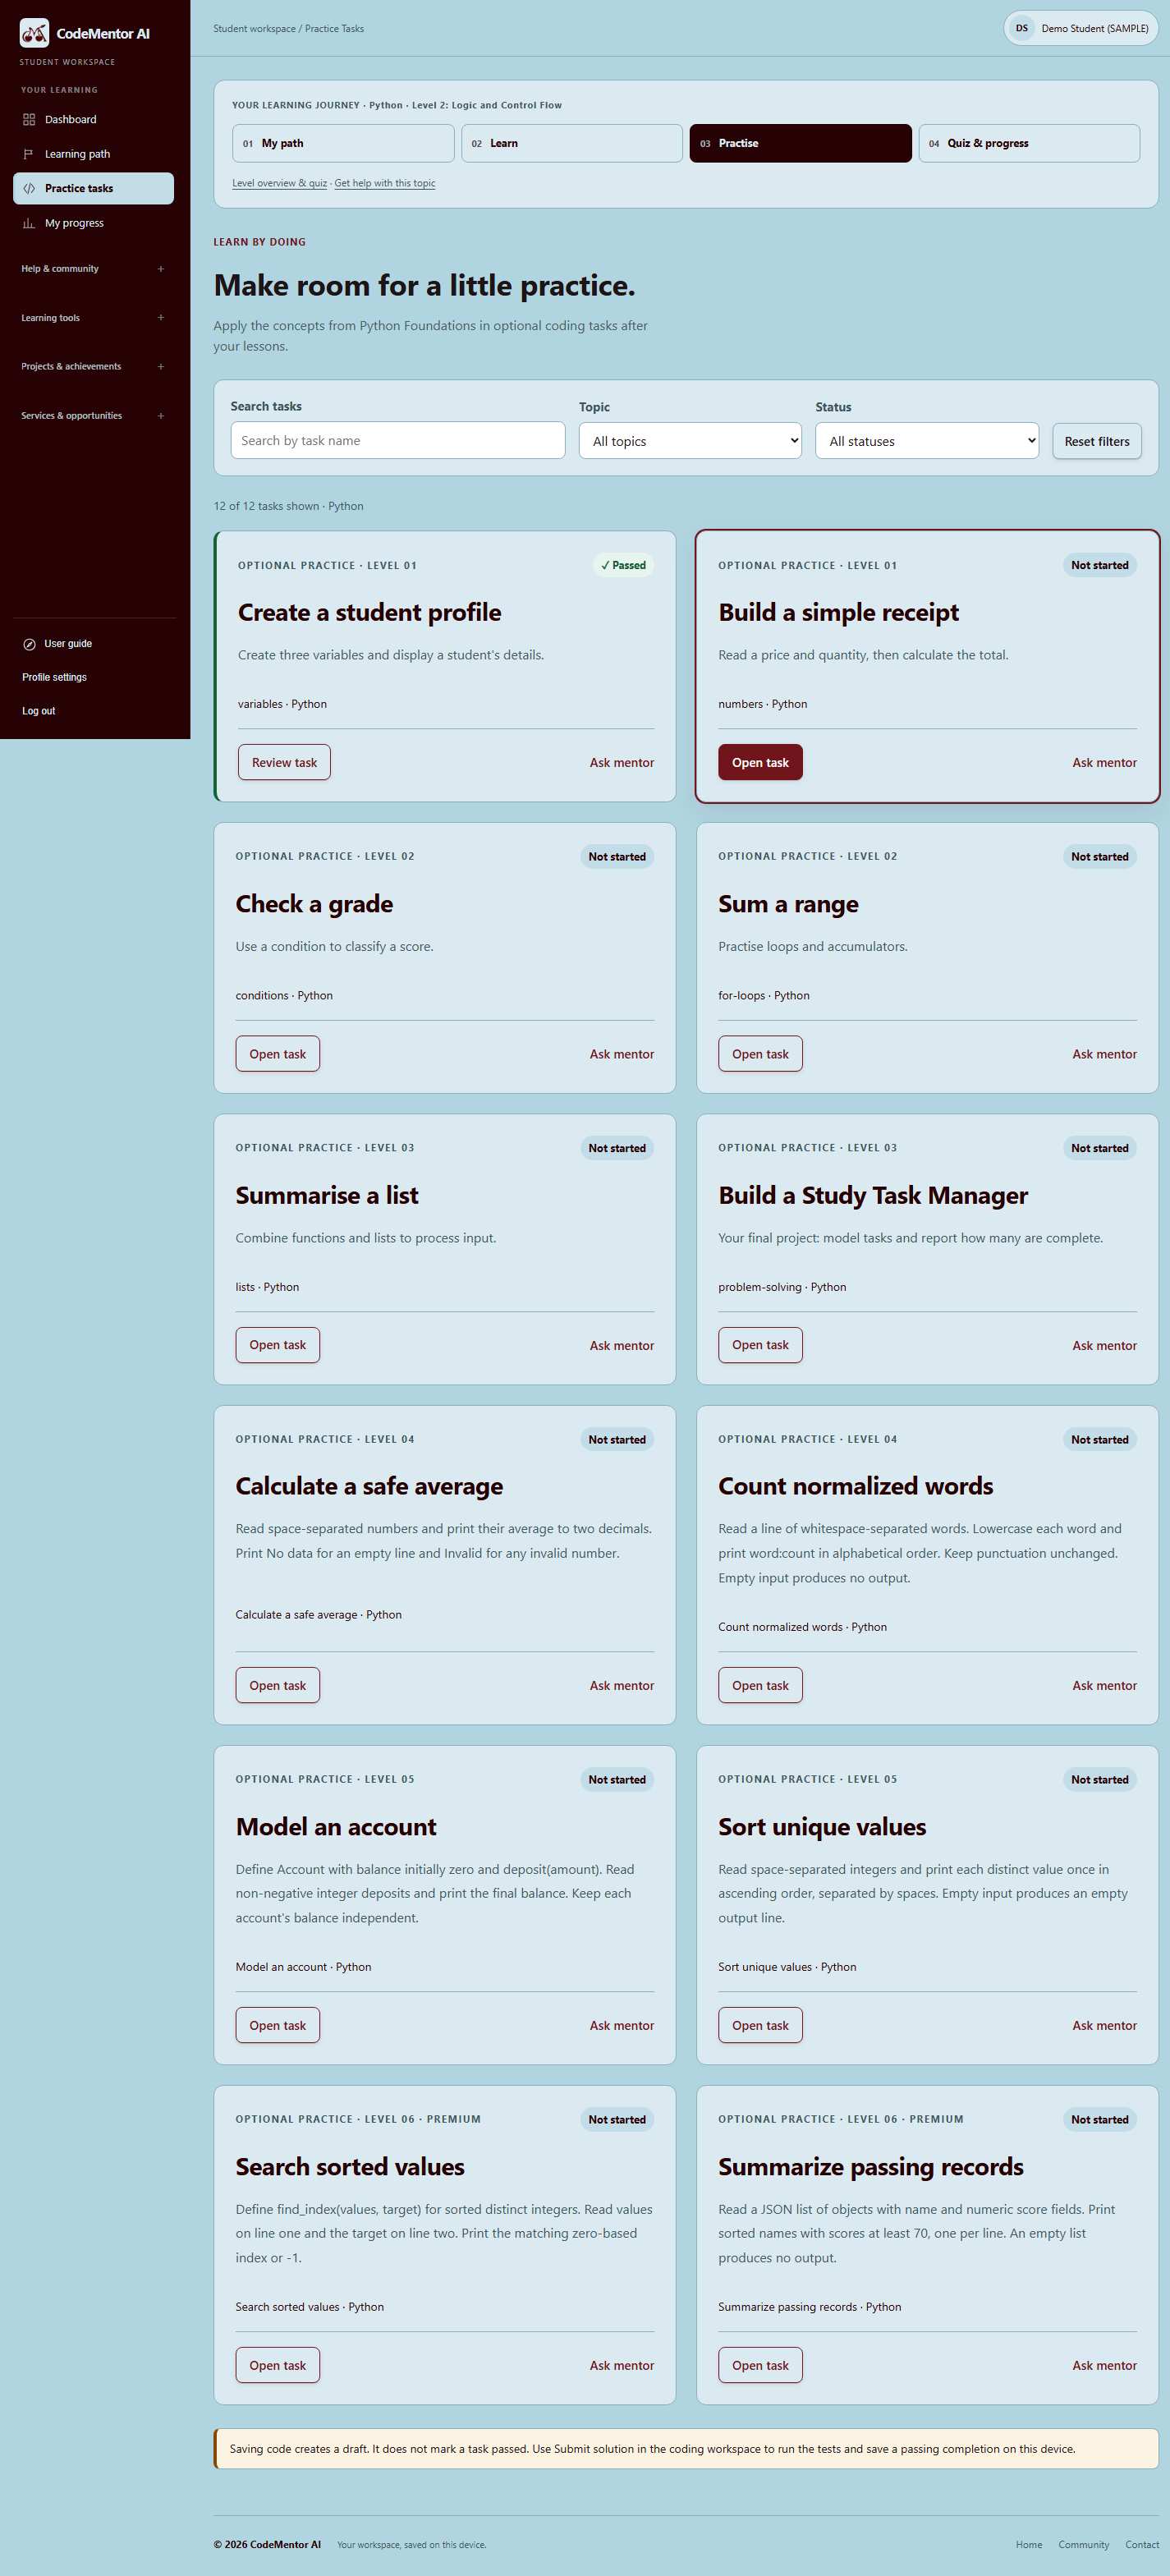 CodeMentor AI
STUDENT WORKSPACE
YOUR LEARNING
Dashboard
Learning path
Practice tasks
My progress
Help & community +
Learning tools +
Projects & achievements +
Services & opportunities +
User guide
Profile settings
Log out
Student workspace / Practice Tasks
DS Demo Student (SAMPLE)
YOUR LEARNING JOURNEY · Python · Level 2: Logic and Control Flow
01 My path
02 Learn
03 Practise
04 Quiz & progress
Level overview & quiz · Get help with this topic
LEARN BY DOING
Make room for a little practice.
Apply the concepts from Python Foundations in optional coding tasks after
your lessons.
Search tasks
Search by task name
Topic
All topics
Status
All statuses
Reset filters
12 of 12 tasks shown · Python
OPTIONAL PRACTICE · LEVEL 01
✓ Passed
Create a student profile
Create three variables and display a student's details.
variables · Python
Review task
Ask mentor
OPTIONAL PRACTICE · LEVEL 01
Not started
Build a simple receipt
Read a price and quantity, then calculate the total.
numbers · Python
Open task
Ask mentor
OPTIONAL PRACTICE · LEVEL 02
Not started
Check a grade
Use a condition to classify a score.
conditions · Python
Open task
Ask mentor
OPTIONAL PRACTICE · LEVEL 02
Not started
Sum a range
Practise loops and accumulators.
for-loops · Python
Open task
Ask mentor
OPTIONAL PRACTICE · LEVEL 03
Not started
Summarise a list
Combine functions and lists to process input.
lists · Python
Open task
Ask mentor
OPTIONAL PRACTICE · LEVEL 03
Not started
Build a Study Task Manager
Your final project: model tasks and report how many are complete.
problem-solving · Python
Open task
Ask mentor
OPTIONAL PRACTICE · LEVEL 04
Not started
Calculate a safe average
Read space-separated numbers and print their average to two decimals.
Print No data for an empty line and Invalid for any invalid number.
Calculate a safe average · Python
Open task
Ask mentor
OPTIONAL PRACTICE · LEVEL 04
Not started
Count normalized words
Read a line of whitespace-separated words. Lowercase each word and
print word:count in alphabetical order. Keep punctuation unchanged.
Empty input produces no output.
Count normalized words · Python
Open task
Ask mentor
OPTIONAL PRACTICE · LEVEL 05
Not started
Model an account
Define Account with balance initially zero and deposit(amount). Read
non-negative integer deposits and print the final balance. Keep each
account's balance independent.
Model an account · Python
Open task
Ask mentor
OPTIONAL PRACTICE · LEVEL 05
Not started
Sort unique values
Read space-separated integers and print each distinct value once in
ascending order, separated by spaces. Empty input produces an empty
output line.
Sort unique values · Python
Open task
Ask mentor
OPTIONAL PRACTICE · LEVEL 06 · PREMIUM
Not started
Search sorted values
Define find_index(values, target) for sorted distinct integers. Read values
on line one and the target on line two. Print the matching zero-based
index or -1.
Search sorted values · Python
Open task
Ask mentor
OPTIONAL PRACTICE · LEVEL 06 · PREMIUM
Not started
Summarize passing records
Read a JSON list of objects with name and numeric score fields. Print
sorted names with scores at least 70, one per line. An empty list
produces no output.
Summarize passing records · Python
Open task
Ask mentor
Saving code creates a draft. It does not mark a task passed. Use Submit solution in the coding workspace to run the tests and save a passing completion on this device.
© 2026 CodeMentor AI
Your workspace, saved on this device.
Home
Community
Contact